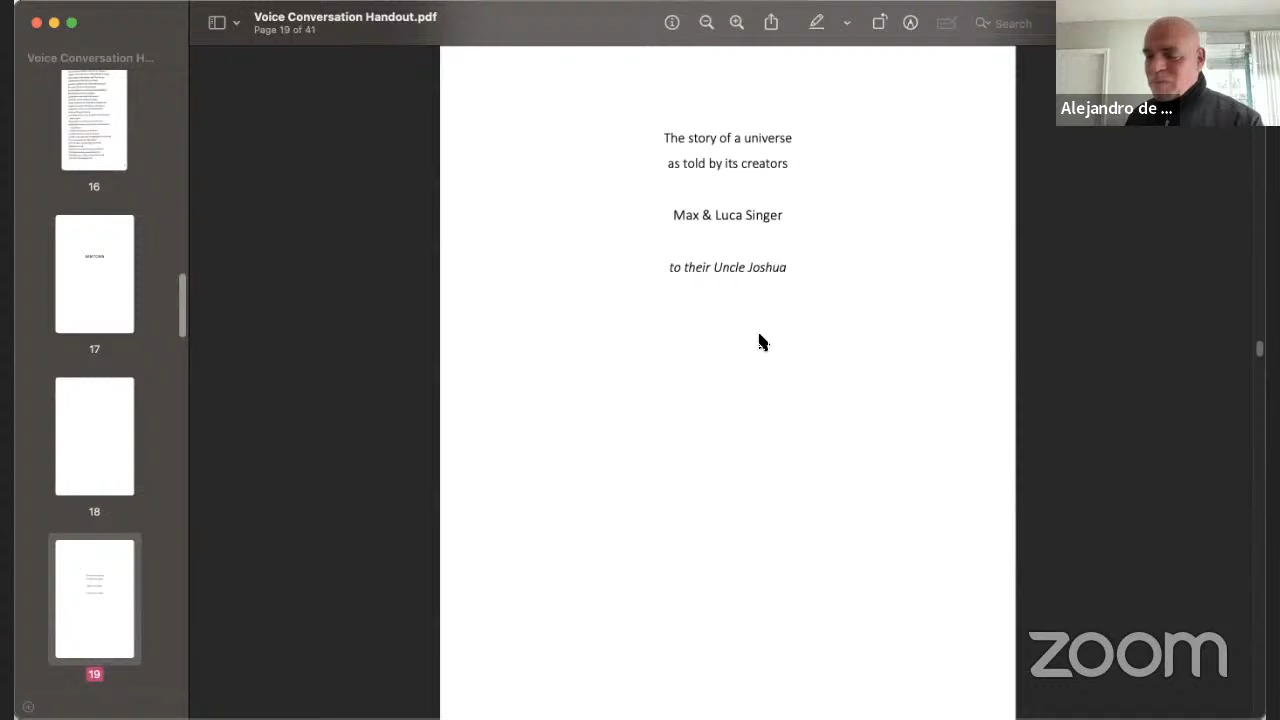 Voice Conversation Handout.pdf
Page 19 of 41
Search
Voice Conversation H...
Alejandro de ...
The story of a universe
as told by its creators
Max & Luca Singer
to their Uncle Joshua
16
17
18
19
zoom